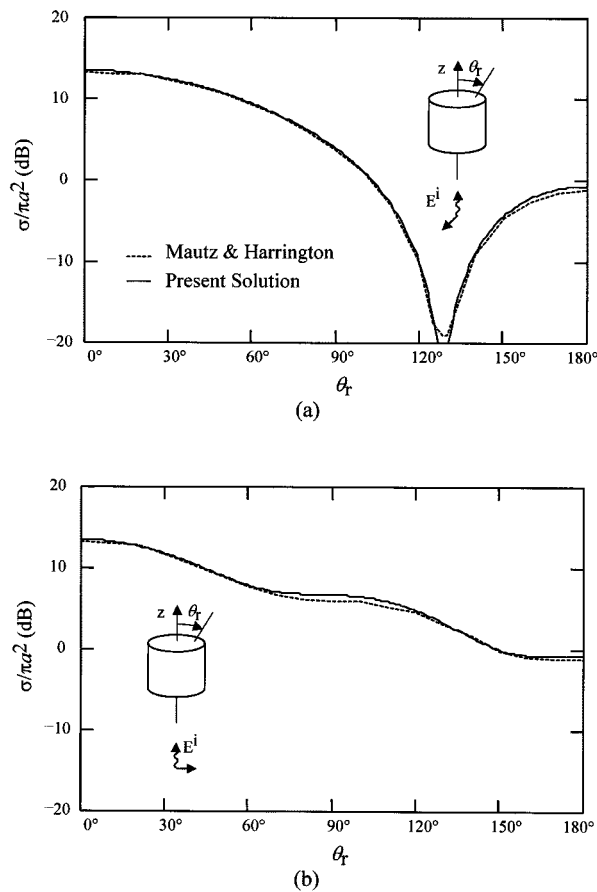 20
10
0
−10
−20
σ/πa² (dB)
z
θr
Eⁱ
Mautz & Harrington
Present Solution
0° 30° 60° 90° 120° 150° 180°
θr
(a)
20
10
0
−10
−20
σ/πa² (dB)
z
θr
Eⁱ
0° 30° 60° 90° 120° 150° 180°
θr
(b)